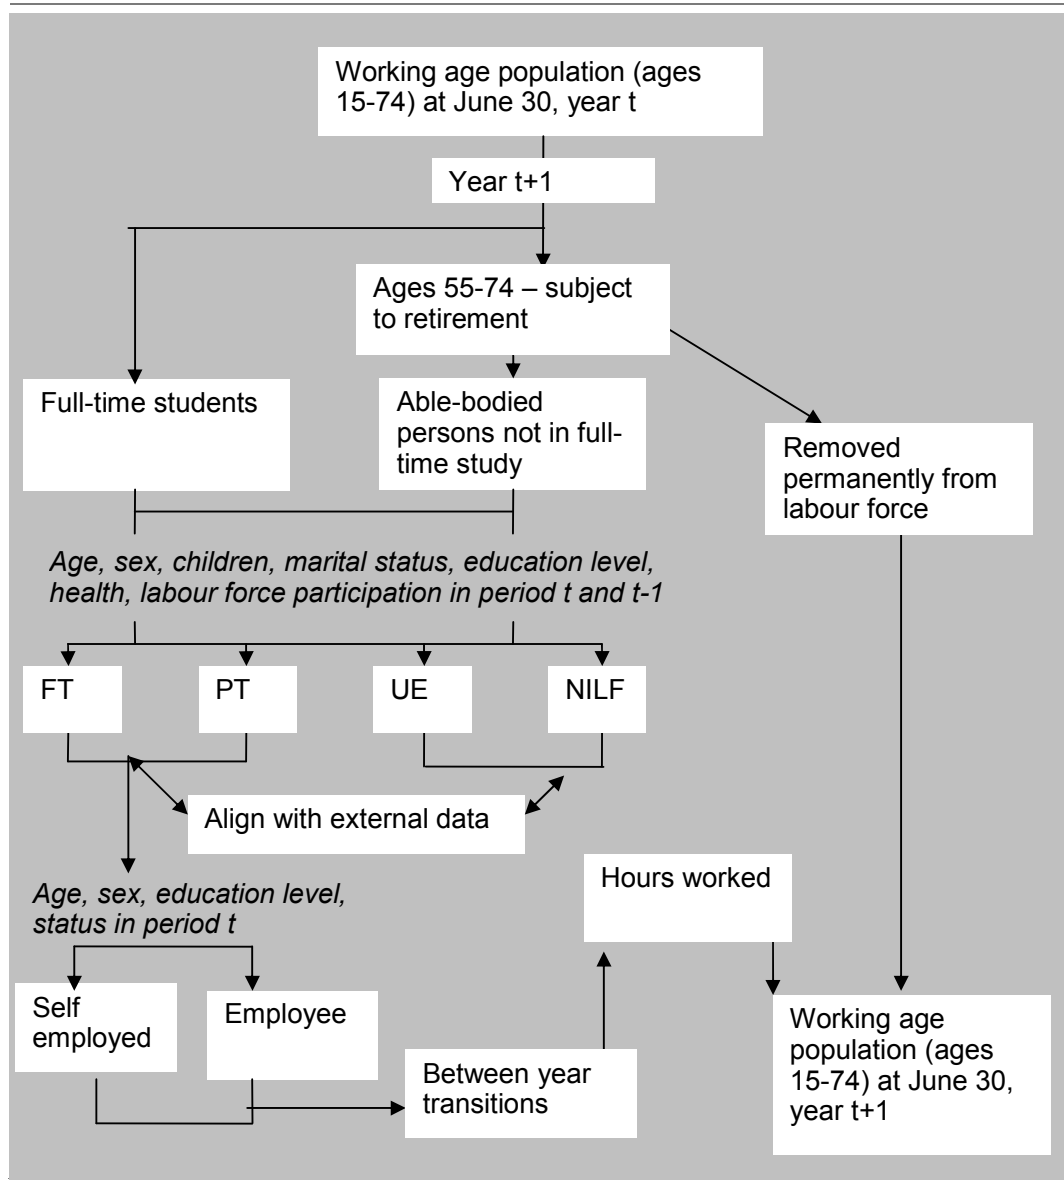 Working age population (ages
15-74) at June 30, year t
Year t+1
Ages 55-74 – subject
to retirement
Full-time students
Able-bodied
persons not in full-
time study
Removed
permanently from
labour force
Age, sex, children, marital status, education level,
health, labour force participation in period t and t-1
FT
PT
UE
NILF
Align with external data
Hours worked
Age, sex, education level,
status in period t
Self
employed
Employee
Between year
transitions
Working age
population (ages
15-74) at June 30,
year t+1